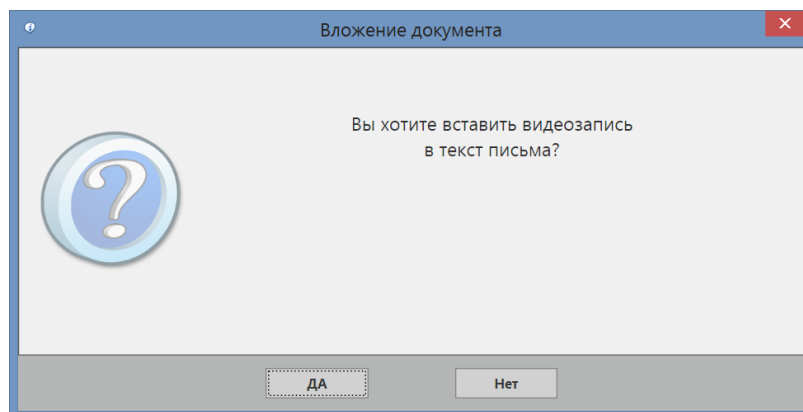 Вложение документа
Вы хотите вставить видеозапись
в текст письма?
ДА
Нет